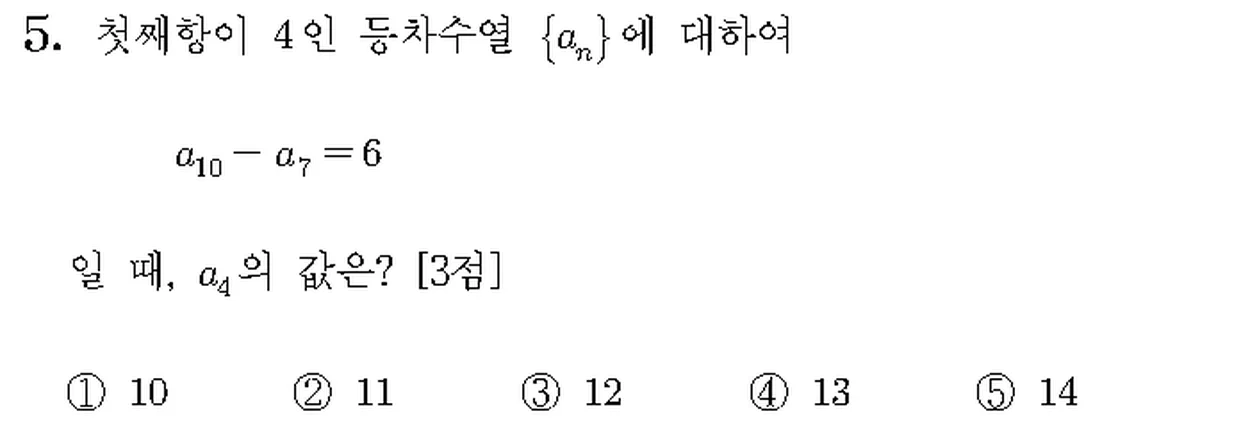 5. 첫째항이 4인 등차수열 {aₙ}에 대하여
a₁₀ − a₇ = 6
일 때, a₄의 값은? [3점]
① 10 ② 11 ③ 12 ④ 13 ⑤ 14